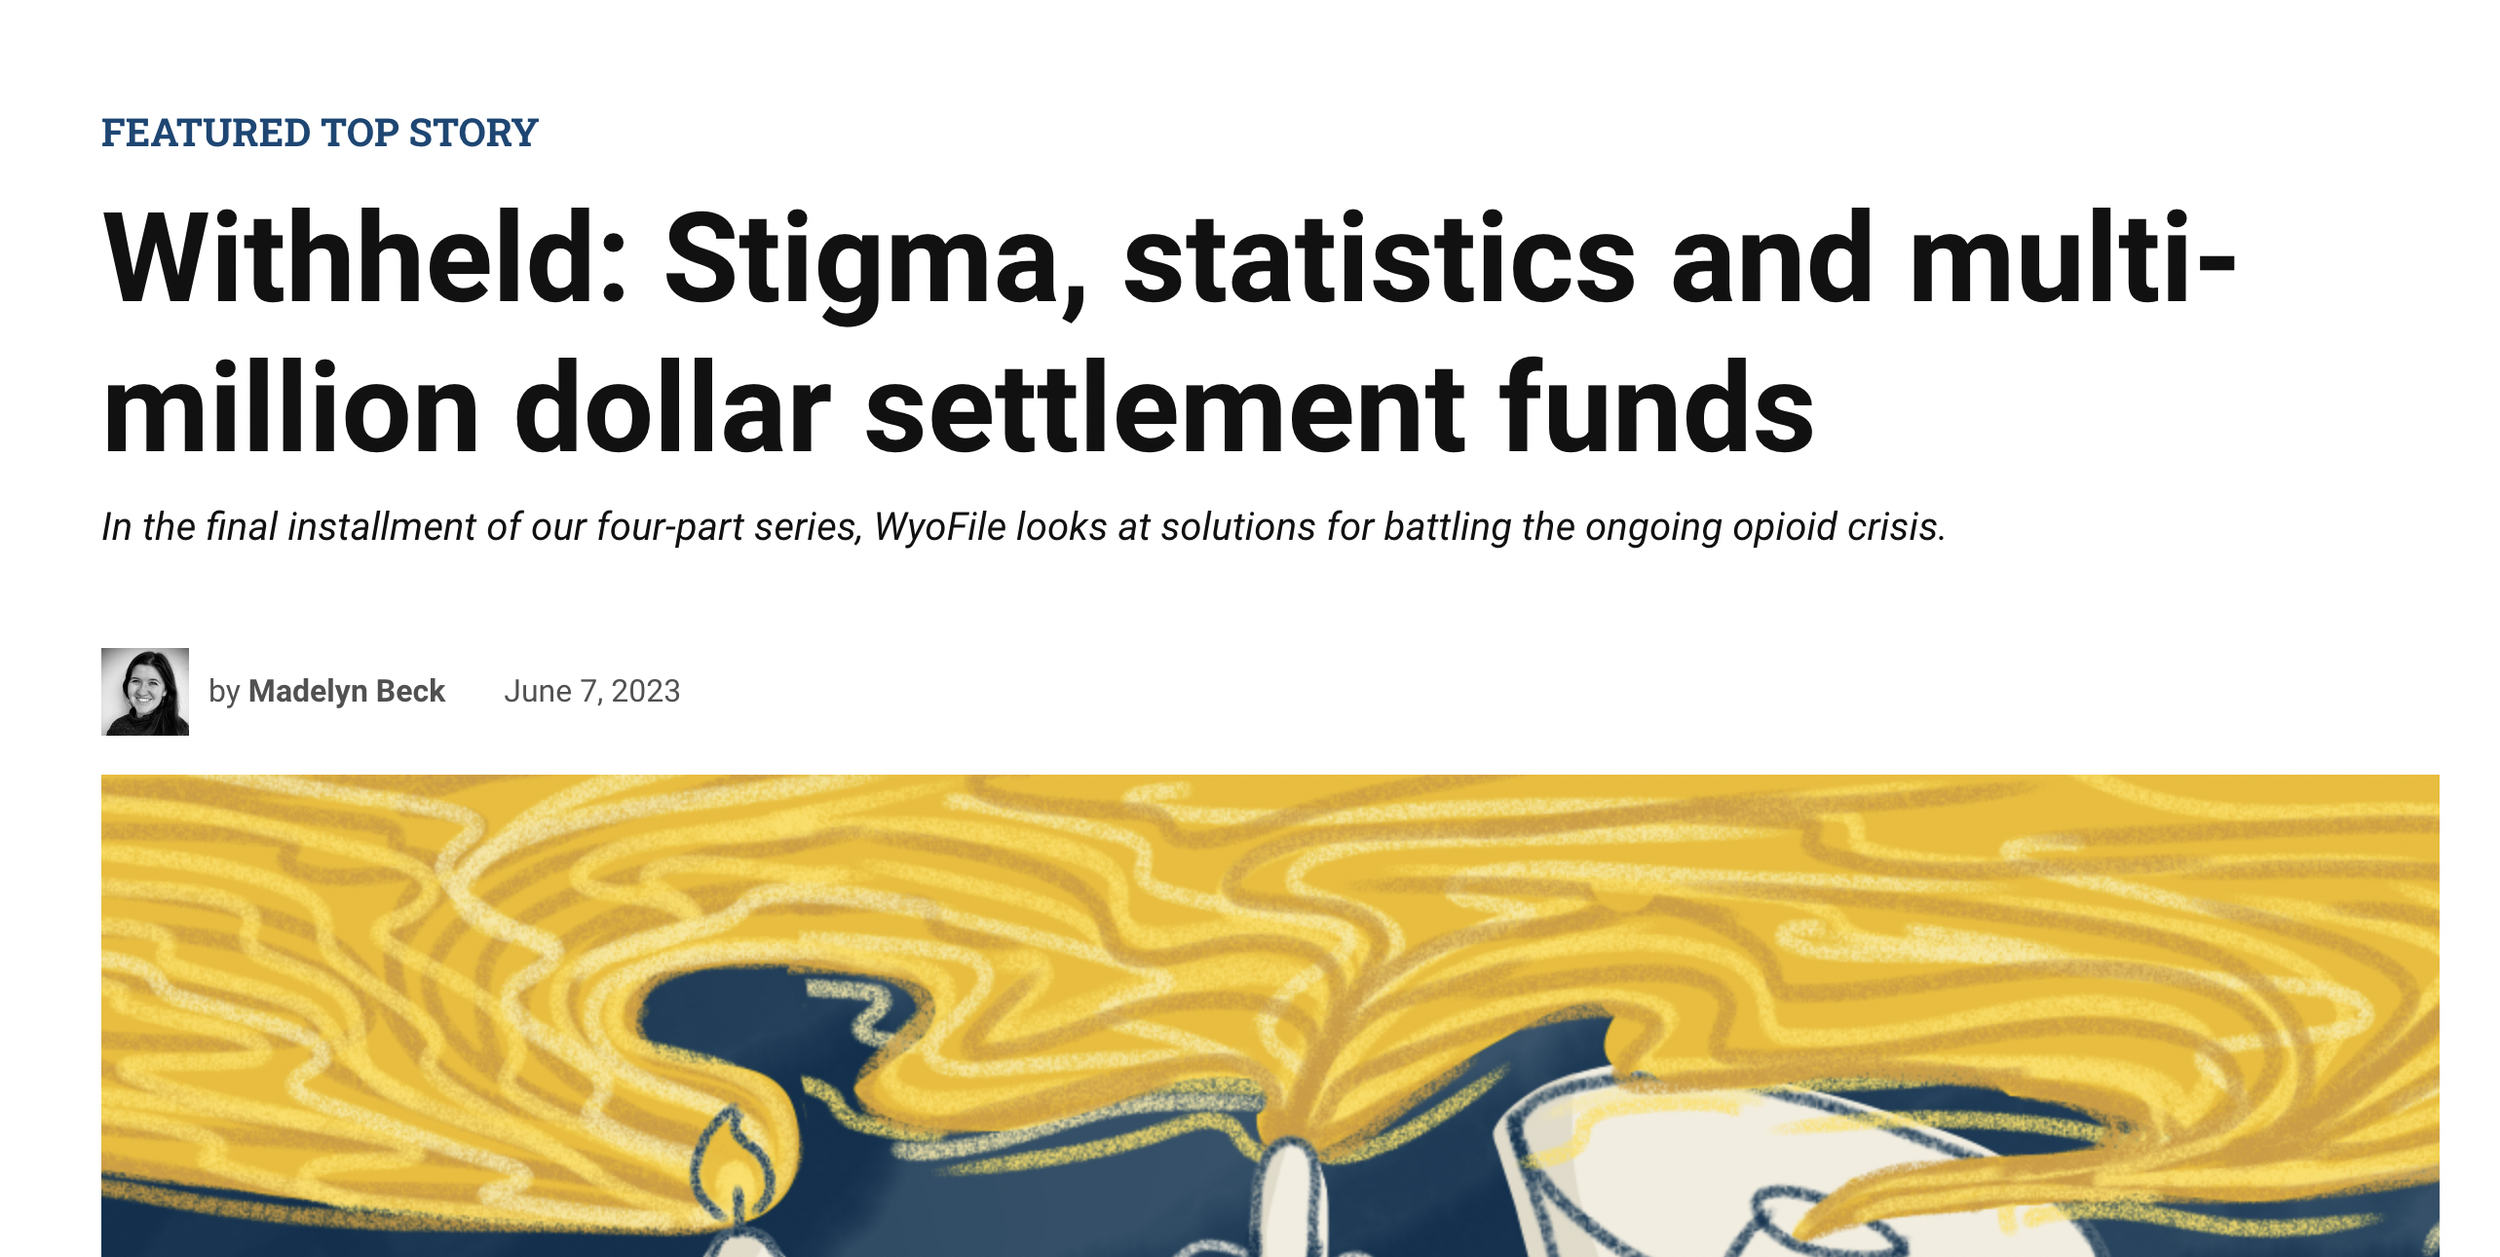 FEATURED TOP STORY
Withheld: Stigma, statistics and multi-
million dollar settlement funds
In the final installment of our four-part series, WyoFile looks at solutions for battling the ongoing opioid crisis.
by Madelyn Beck June 7, 2023